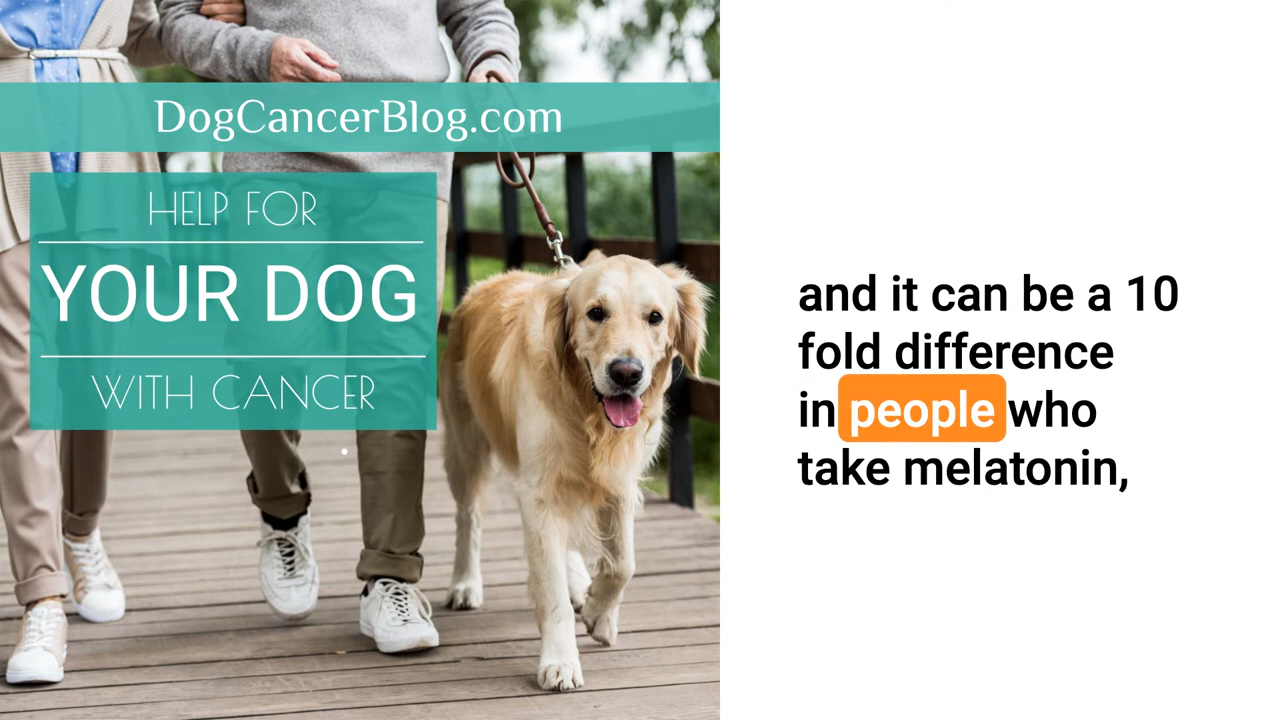 DogCancerBlog.com
HELP FOR
YOUR DOG
WITH CANCER
and it can be a 10
fold difference
in people who
take melatonin,